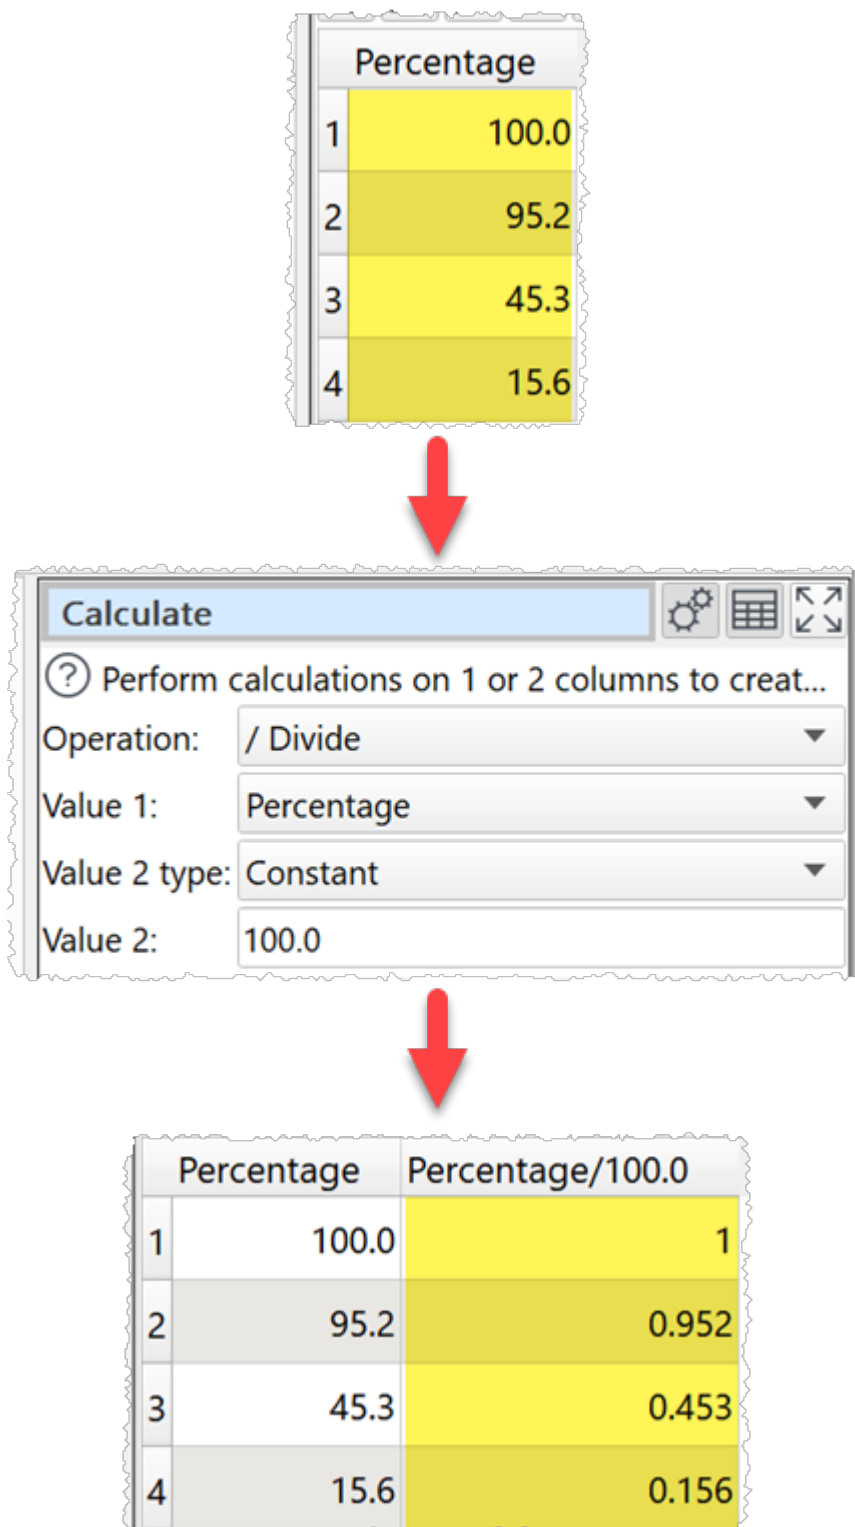 Percentage
1 100.0
2 95.2
3 45.3
4 15.6
Calculate
? Perform calculations on 1 or 2 columns to creat...
Operation: / Divide
Value 1: Percentage
Value 2 type: Constant
Value 2: 100.0
Percentage Percentage/100.0
1 100.0 1
2 95.2 0.952
3 45.3 0.453
4 15.6 0.156